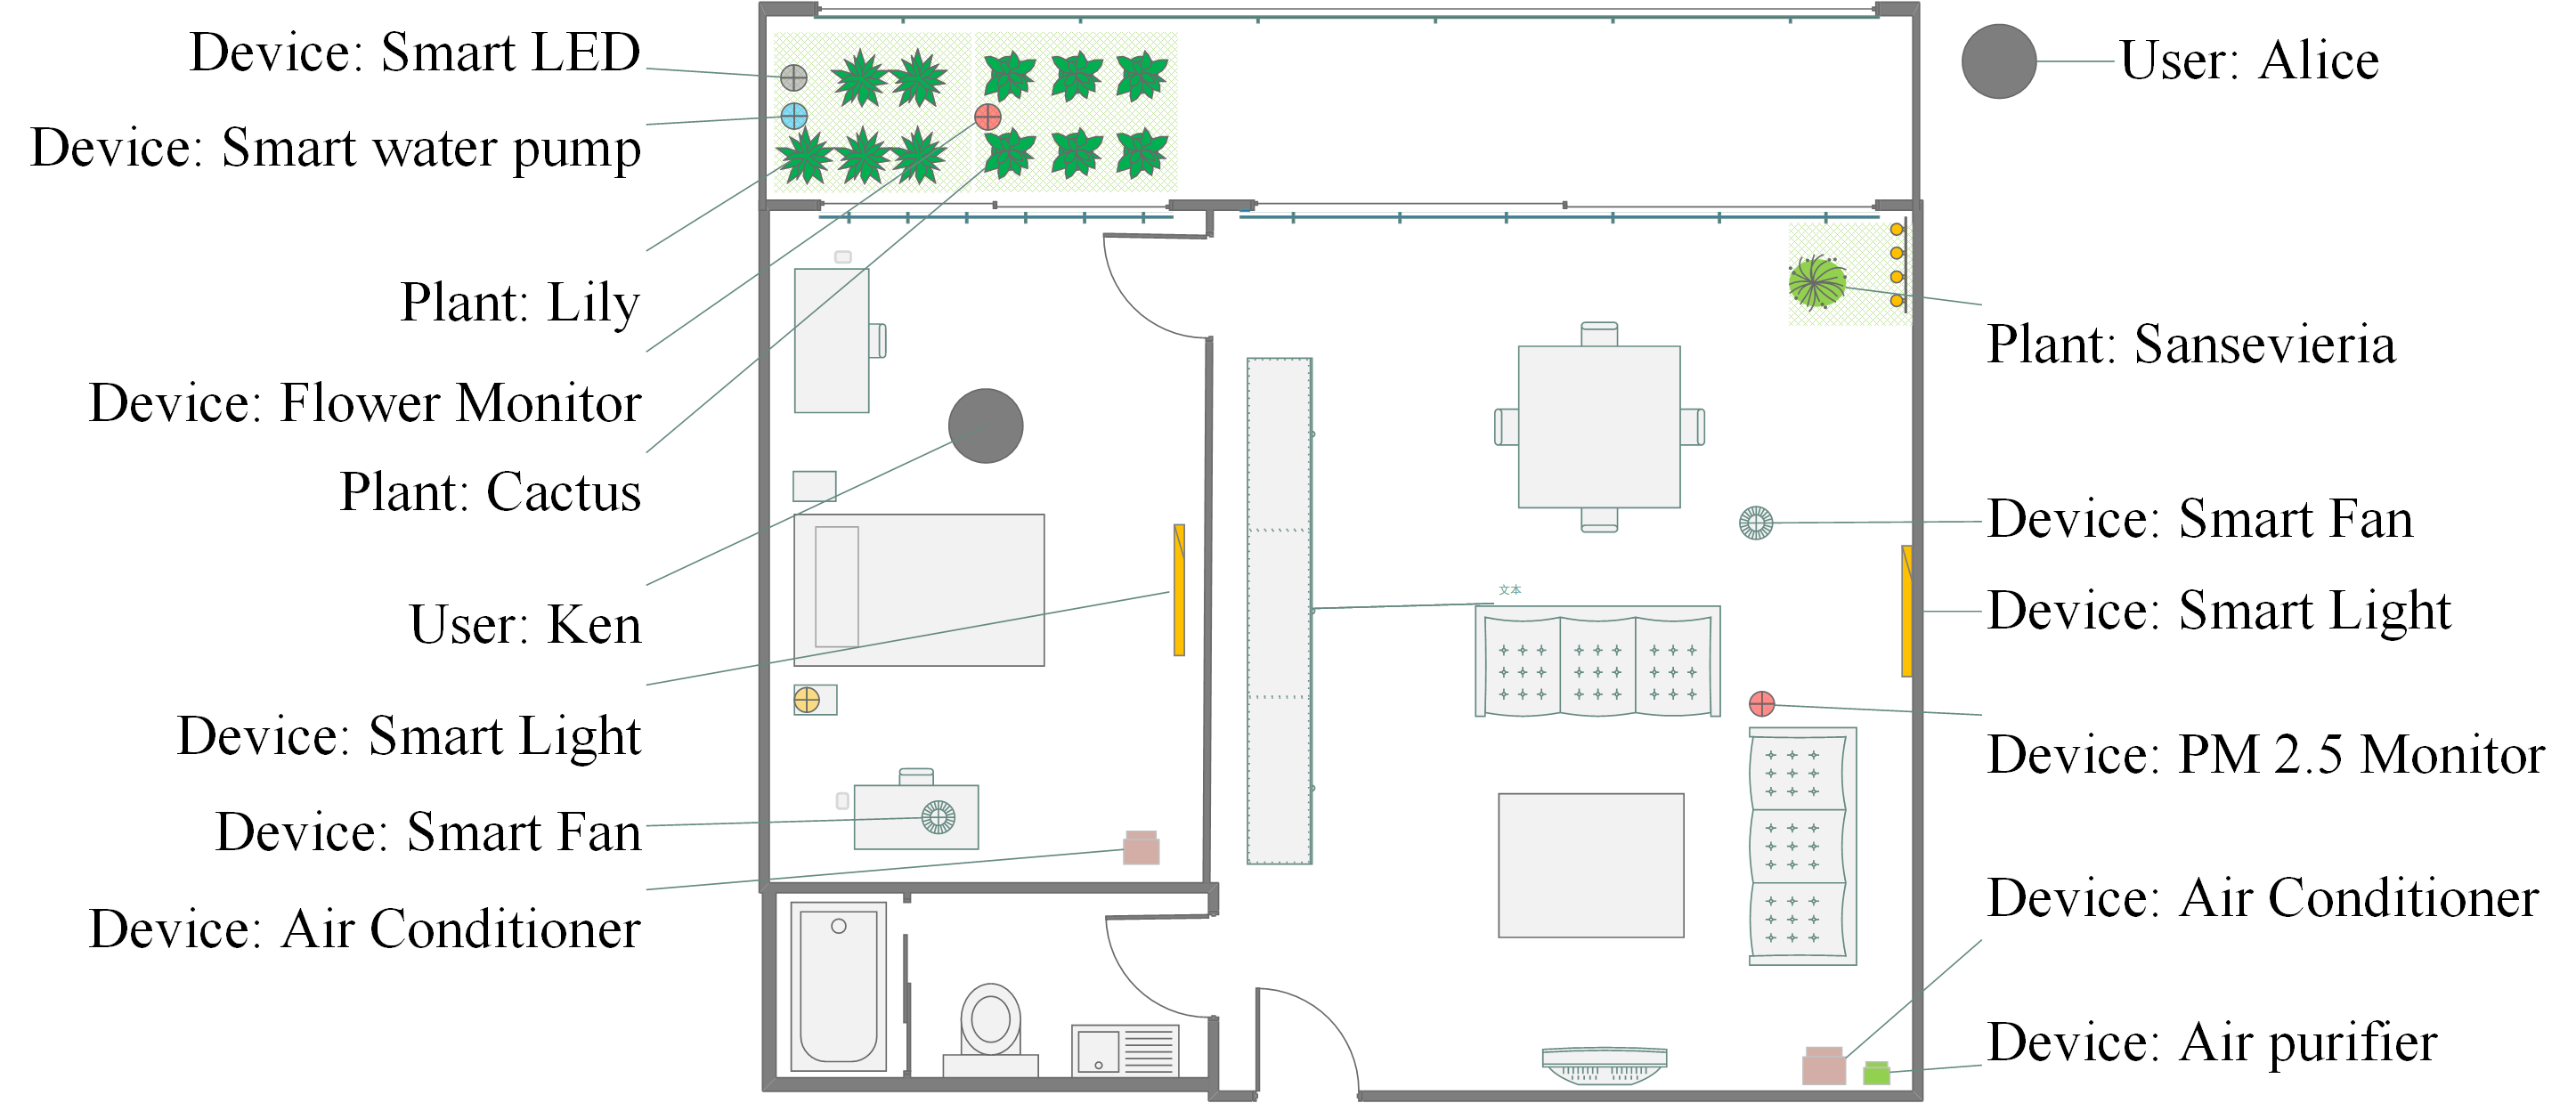 Device: Smart LED
Device: Smart water pump
Plant: Lily
Device: Flower Monitor
Plant: Cactus
User: Ken
Device: Smart Light
Device: Smart Fan
Device: Air Conditioner
文本
User: Alice
Plant: Sansevieria
Device: Smart Fan
Device: Smart Light
Device: PM 2.5 Monitor
Device: Air Conditioner
Device: Air purifier